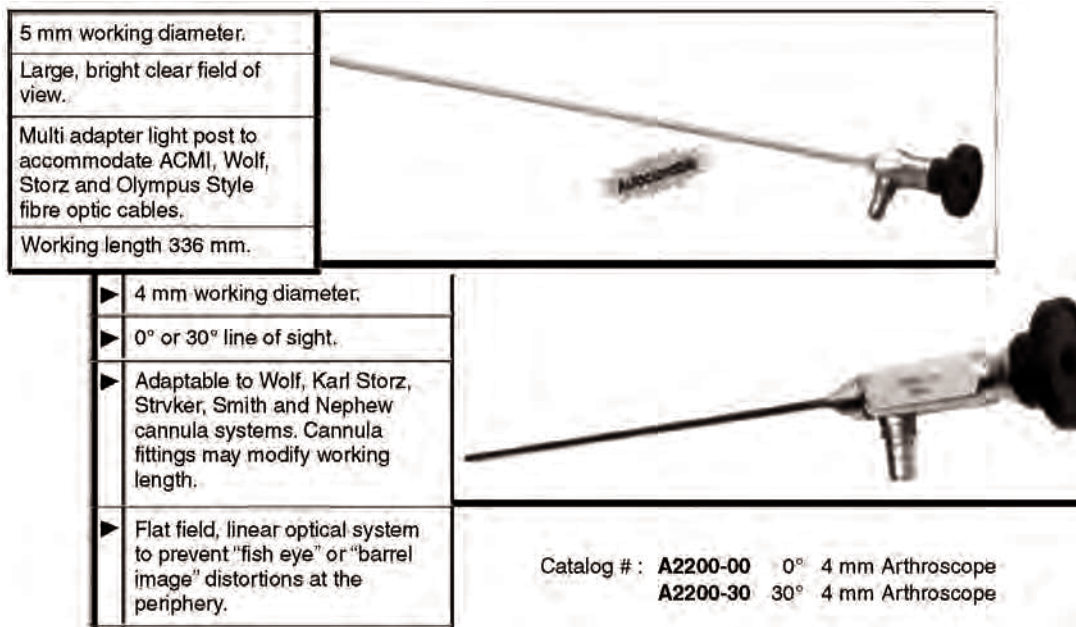 5 mm working diameter.
Large, bright clear field of
view.
Multi adapter light post to
accommodate ACMI, Wolf,
Storz and Olympus Style
fibre optic cables.
Working length 336 mm.
Autoclavable
► 4 mm working diameter.
► 0° or 30° line of sight.
► Adaptable to Wolf, Karl Storz,
Strvker, Smith and Nephew
cannula systems. Cannula
fittings may modify working
length.
► Flat field, linear optical system
to prevent “fish eye” or “barrel
image” distortions at the
periphery.
Catalog # : A2200-00 0° 4 mm Arthroscope
A2200-30 30° 4 mm Arthroscope